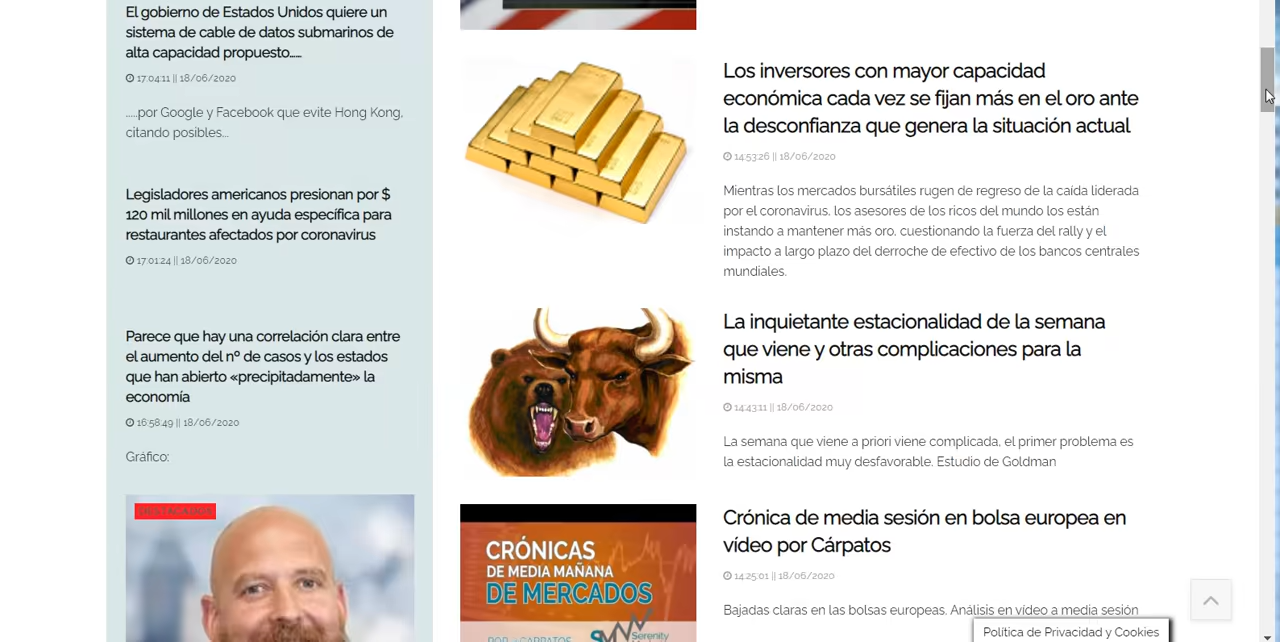 El gobierno de Estados Unidos quiere un
sistema de cable de datos submarinos de
alta capacidad propuesto.....
17:04:11 || 18/06/2020
.....por Google y Facebook que evite Hong Kong,
citando posibles...
Legisladores americanos presionan por $
120 mil millones en ayuda específica para
restaurantes afectados por coronavirus
17:01:24 || 18/06/2020
Parece que hay una correlación clara entre
el aumento del nº de casos y los estados
que han abierto «precipitadamente» la
economía
16:58:49 || 18/06/2020
Gráfico:
Los inversores con mayor capacidad
económica cada vez se fijan más en el oro ante
la desconfianza que genera la situación actual
14:53:26 || 18/06/2020
Mientras los mercados bursátiles rugen de regreso de la caída liderada
por el coronavirus, los asesores de los ricos del mundo los están
instando a mantener más oro, cuestionando la fuerza del rally y el
impacto a largo plazo del derroche de efectivo de los bancos centrales
mundiales.
La inquietante estacionalidad de la semana
que viene y otras complicaciones para la
misma
14:43:11 || 18/06/2020
La semana que viene a priori viene complicada, el primer problema es
la estacionalidad muy desfavorable. Estudio de Goldman
CRÓNICAS
DE MEDIA MAÑANA
DE MERCADOS
Serenity
Crónica de media sesión en bolsa europea en
vídeo por Cárpatos
14:25:01 || 18/06/2020
Bajadas claras en las bolsas europeas. Análisis en vídeo a media sesión
Política de Privacidad y Cookies